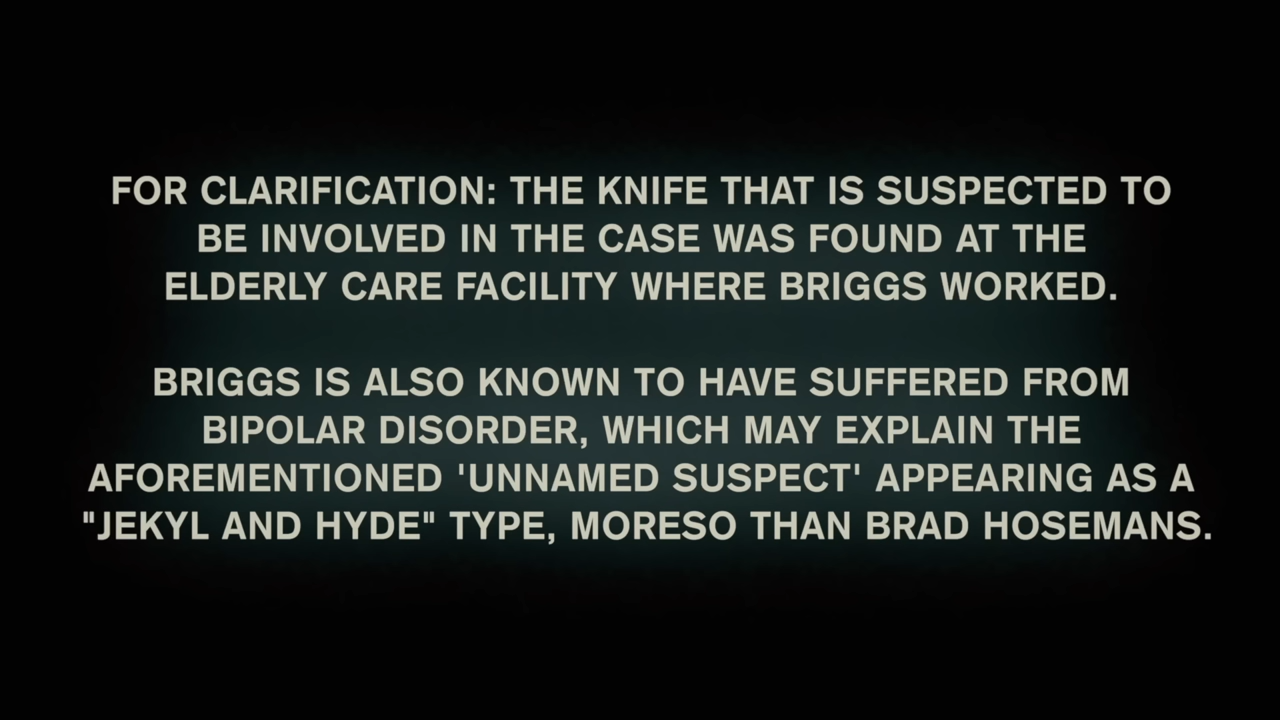 FOR CLARIFICATION: THE KNIFE THAT IS SUSPECTED TO
BE INVOLVED IN THE CASE WAS FOUND AT THE
ELDERLY CARE FACILITY WHERE BRIGGS WORKED.
BRIGGS IS ALSO KNOWN TO HAVE SUFFERED FROM
BIPOLAR DISORDER, WHICH MAY EXPLAIN THE
AFOREMENTIONED 'UNNAMED SUSPECT' APPEARING AS A
"JEKYL AND HYDE" TYPE, MORESO THAN BRAD HOSEMANS.